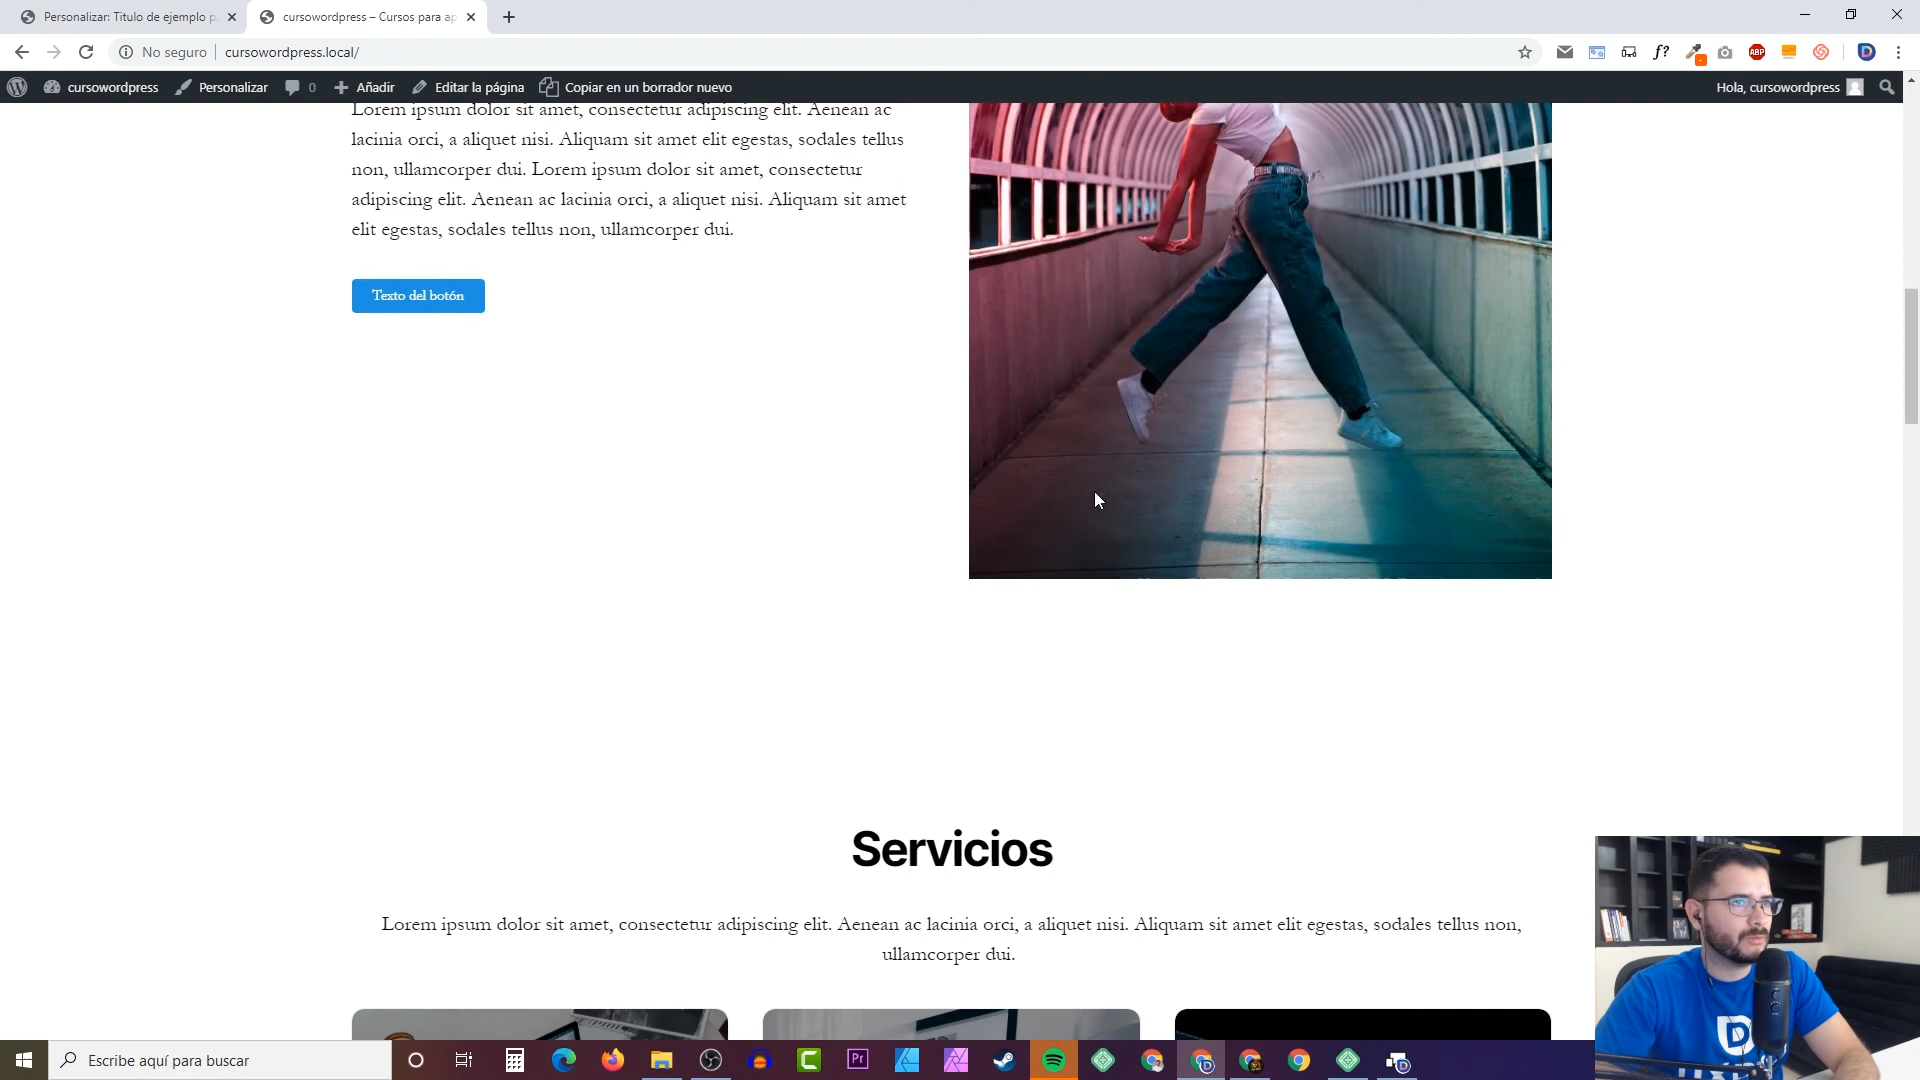 Personalizar: Título de ejemplo p
cursowordpress – Cursos para ap
No seguro
cursowordpress.local/
cursowordpress
Personalizar
0
Añadir
Editar la página
Copiar en un borrador nuevo
Hola, cursowordpress
Lorem ipsum dolor sit amet, consectetur adipiscing elit. Aenean ac
lacinia orci, a aliquet nisi. Aliquam sit amet elit egestas, sodales tellus
non, ullamcorper dui. Lorem ipsum dolor sit amet, consectetur
adipiscing elit. Aenean ac lacinia orci, a aliquet nisi. Aliquam sit amet
elit egestas, sodales tellus non, ullamcorper dui.
Texto del botón
Servicios
Lorem ipsum dolor sit amet, consectetur adipiscing elit. Aenean ac lacinia orci, a aliquet nisi. Aliquam sit amet elit egestas, sodales tellus non,
ullamcorper dui.
Escribe aquí para buscar